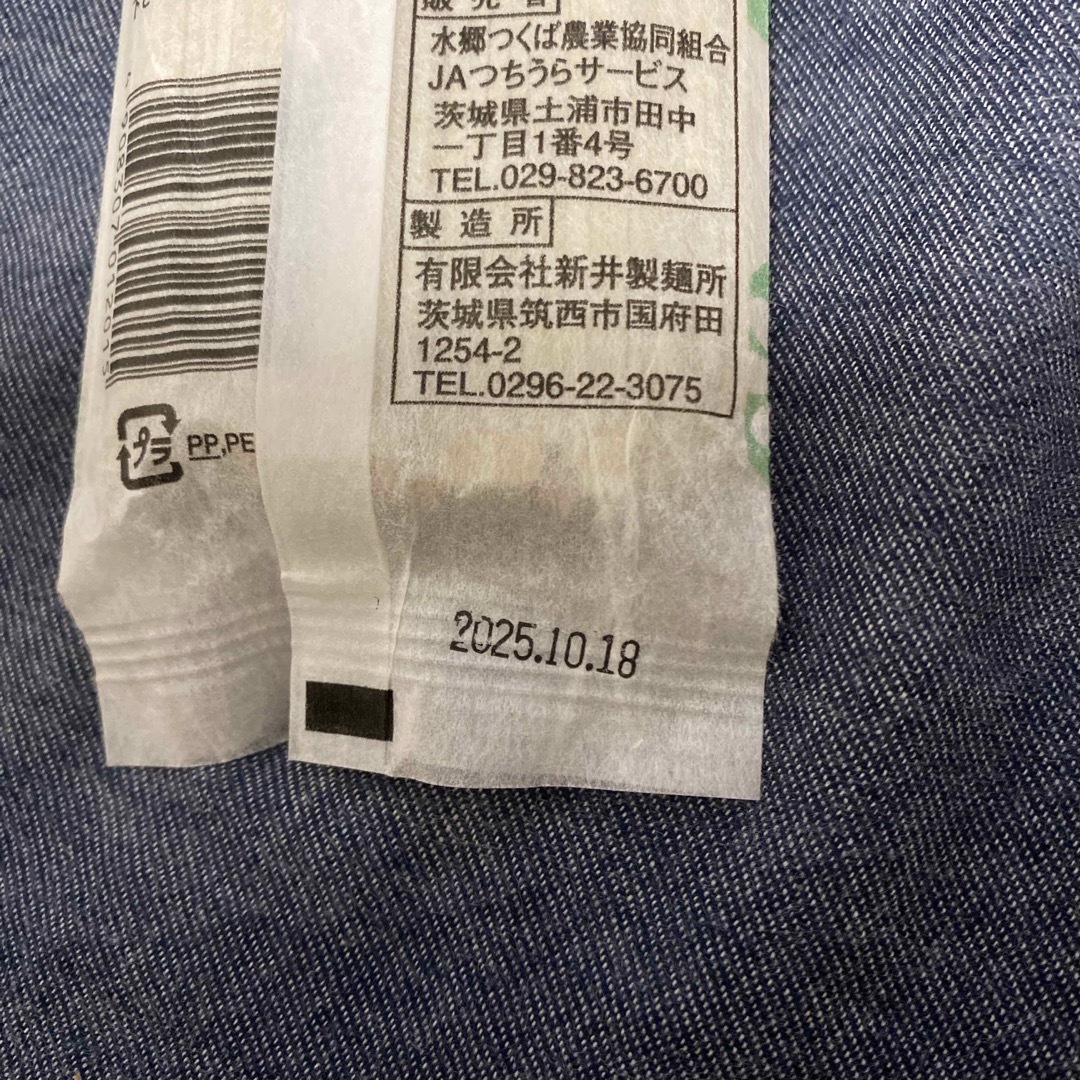 販売者
水郷つくば農業協同組合
JAつちうらサービス
茨城県土浦市田中
一丁目1番4号
TEL.029-823-6700
製造所
有限会社新井製麺所
茨城県筑西市国府田
1254-2
TEL.0296-22-3075
プラ
PP,PE
2025.10.18